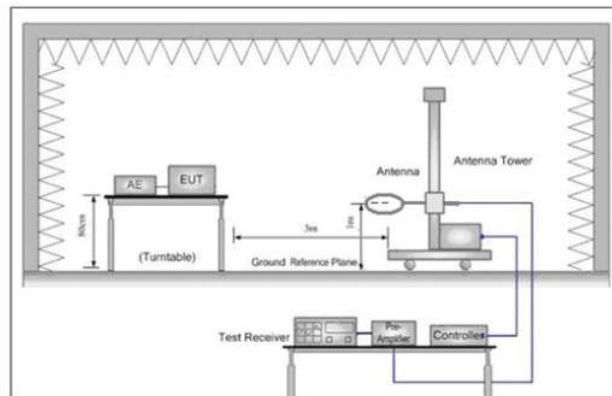 Antenna
Antenna Tower
AE
EUT
80cm
1m
3m
(Turntable)
Ground Reference Plane
Test Receiver
Pre-
Amplifier
Controller